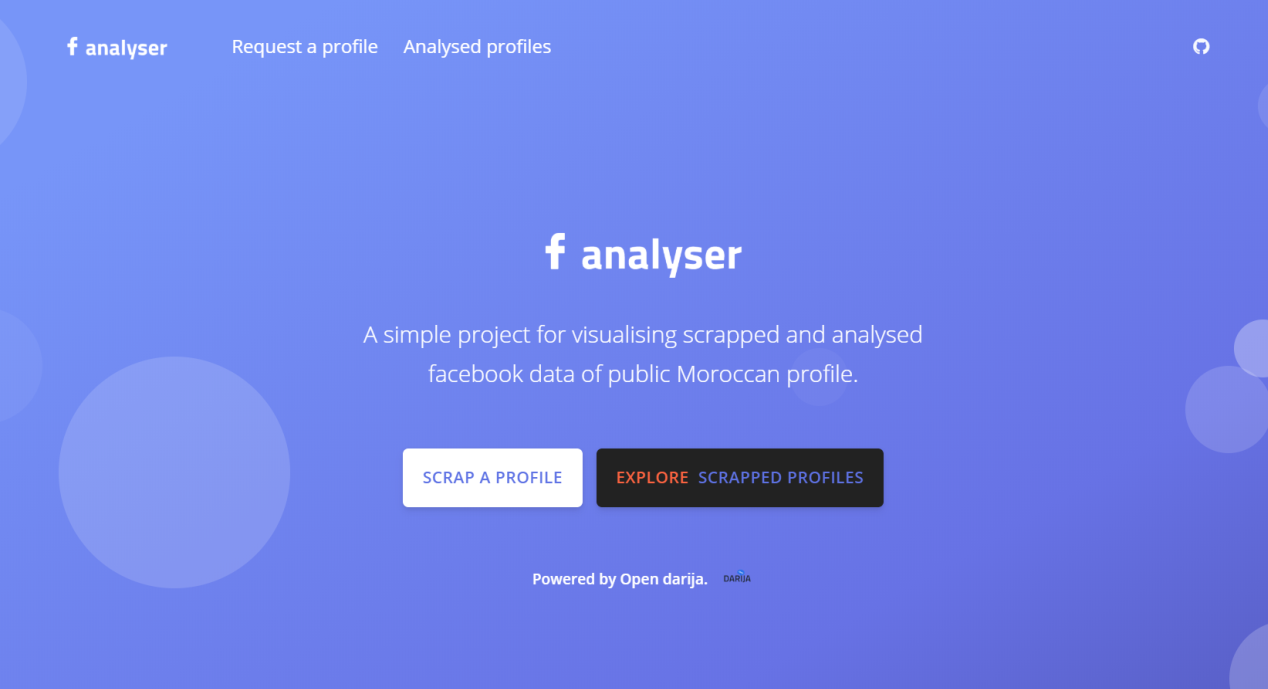 f analyser Request a profile Analysed profiles
f analyser
A simple project for visualising scrapped and analysed
facebook data of public Moroccan profile.
SCRAP A PROFILE EXPLORE SCRAPPED PROFILES
Powered by Open darija. DARIJA